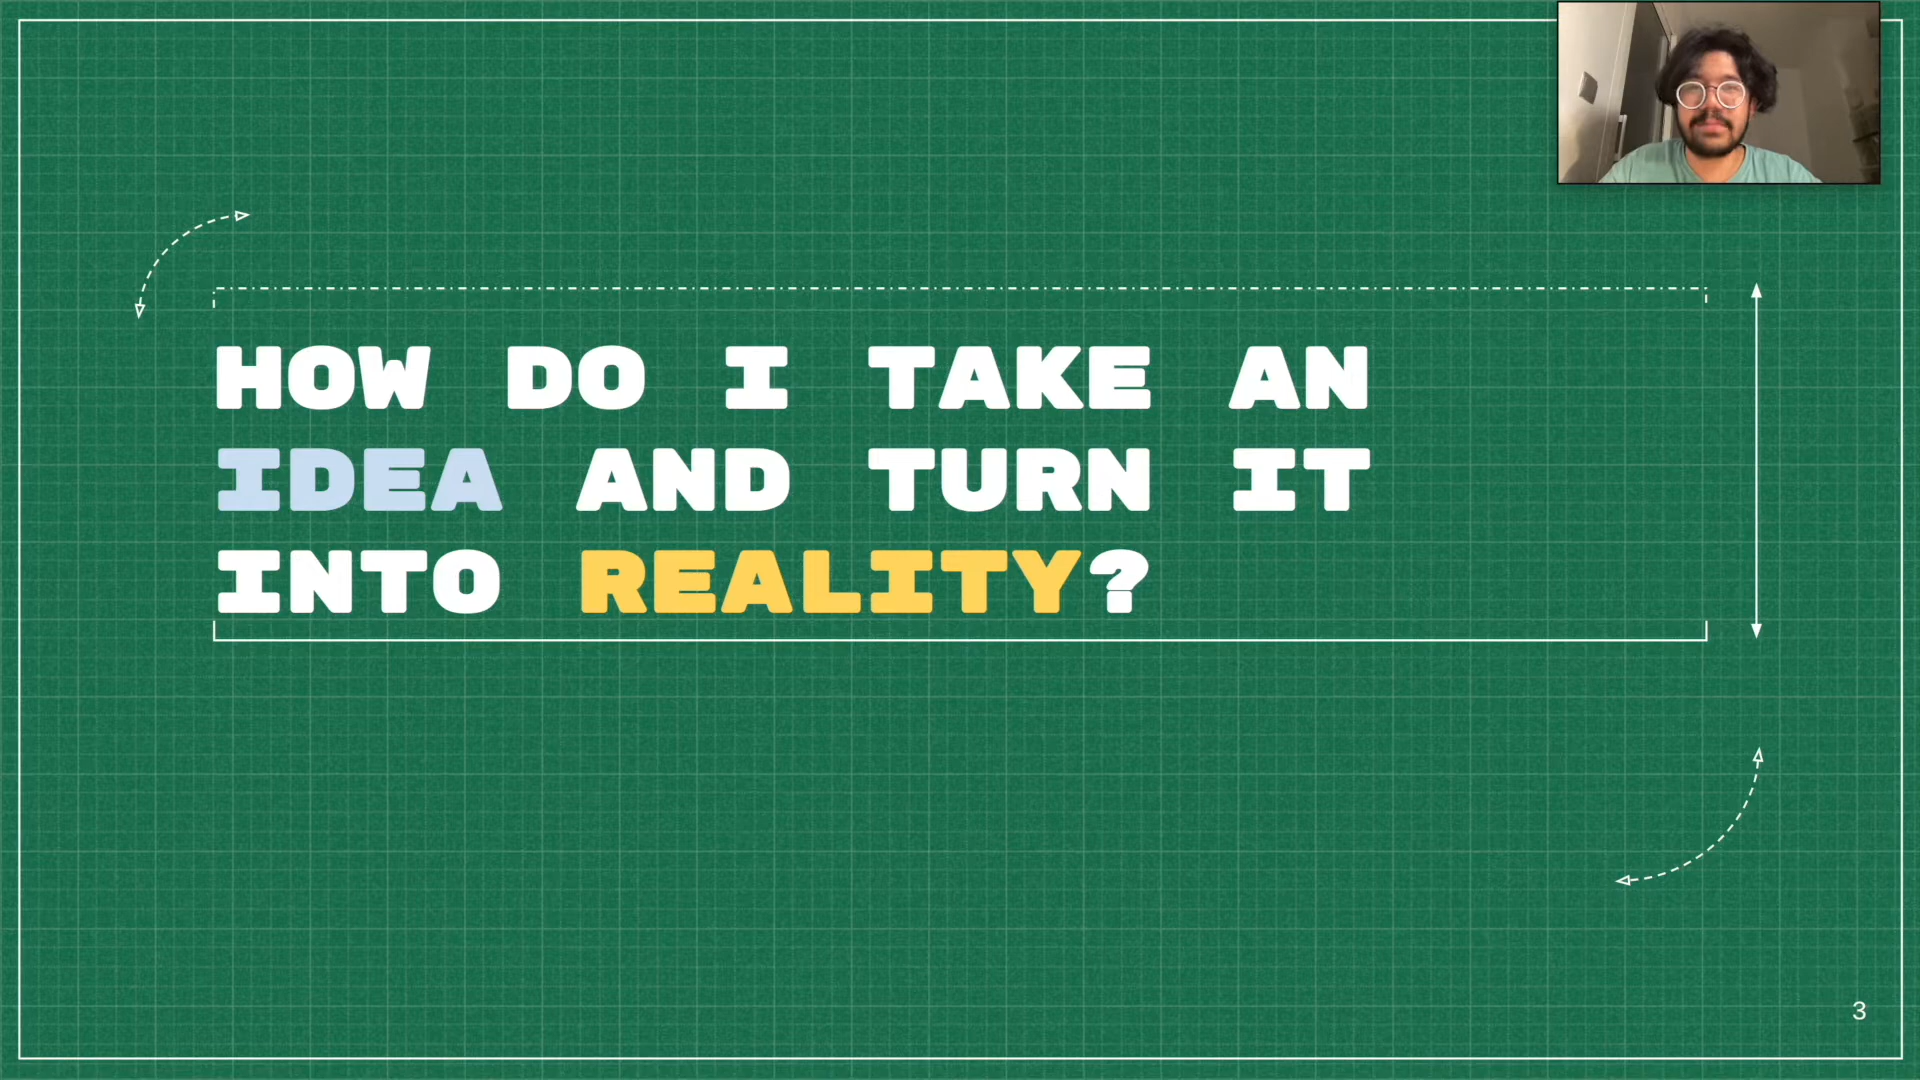 HOW DO I TAKE AN
IDEA AND TURN IT
INTO REALITY?
3